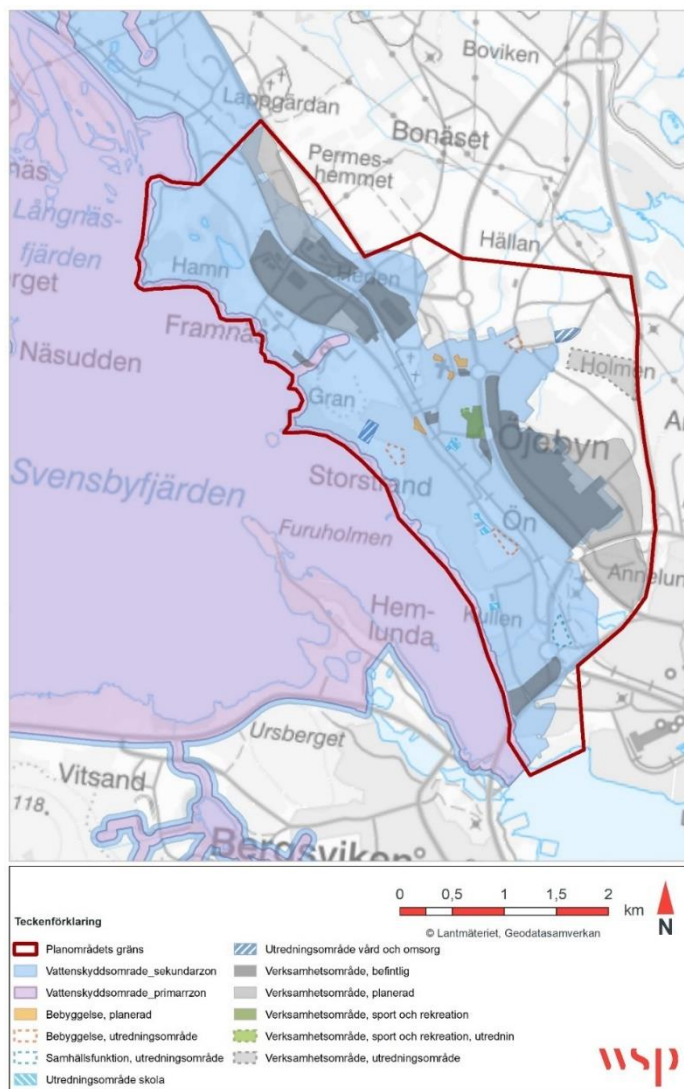 Boviken
Lappgärdan
Bonäset
Permes-
hemmet
näs
Långnäs-
fjärden
Hällan
Hamn
Heden
erget
Framnäs
Näsudden
Holmen
Gran
Öjebyn
Svensbyfjärden
Storstrand
Ön
Furuholmen
Annelun
Hem-
lunda
Kullen
Ursberget
Vitsand
118.
Bergsviken
Teckenförklaring
0 0,5 1 1,5 2
km
© Lantmäteriet, Geodatasamverkan
N
Planområdets gräns
Vattenskyddsomrade_sekundarzon
Vattenskyddsomrade_primarrzon
Bebyggelse, planerad
Bebyggelse, utredningsområde
Samhällsfunktion, utredningsområde
Utredningsområde skola
Utredningsområde vård och omsorg
Verksamhetsområde, befintlig
Verksamhetsområde, planerad
Verksamhetsområde, sport och rekreation
Verksamhetsområde, sport och rekreation, utrednin
Verksamhetsområde, utredningsområde
wsp